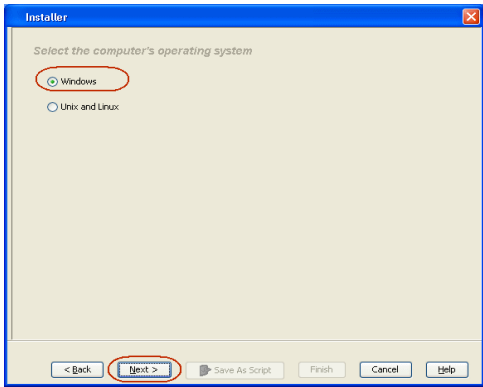 Installer
Select the computer's operating system
Windows
Unix and Linux
< Back Next > Save As Script Finish Cancel Help